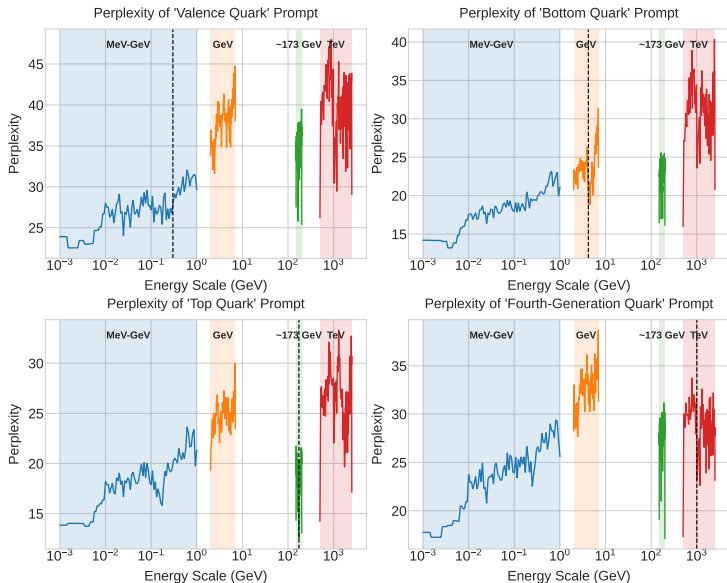 Perplexity of 'Valence Quark' Prompt
MeV-GeV GeV ~173 GeV TeV
45
40
35
30
25
Perplexity
10⁻³ 10⁻² 10⁻¹ 10⁰ 10¹ 10² 10³
Energy Scale (GeV)
Perplexity of 'Bottom Quark' Prompt
MeV-GeV GeV ~173 GeV TeV
40
35
30
25
20
15
Perplexity
10⁻³ 10⁻² 10⁻¹ 10⁰ 10¹ 10² 10³
Energy Scale (GeV)
Perplexity of 'Top Quark' Prompt
MeV-GeV GeV ~173 GeV TeV
30
25
20
15
Perplexity
10⁻³ 10⁻² 10⁻¹ 10⁰ 10¹ 10² 10³
Energy Scale (GeV)
Perplexity of 'Fourth-Generation Quark' Prompt
MeV-GeV GeV ~173 GeV TeV
35
30
25
20
Perplexity
10⁻³ 10⁻² 10⁻¹ 10⁰ 10¹ 10² 10³
Energy Scale (GeV)